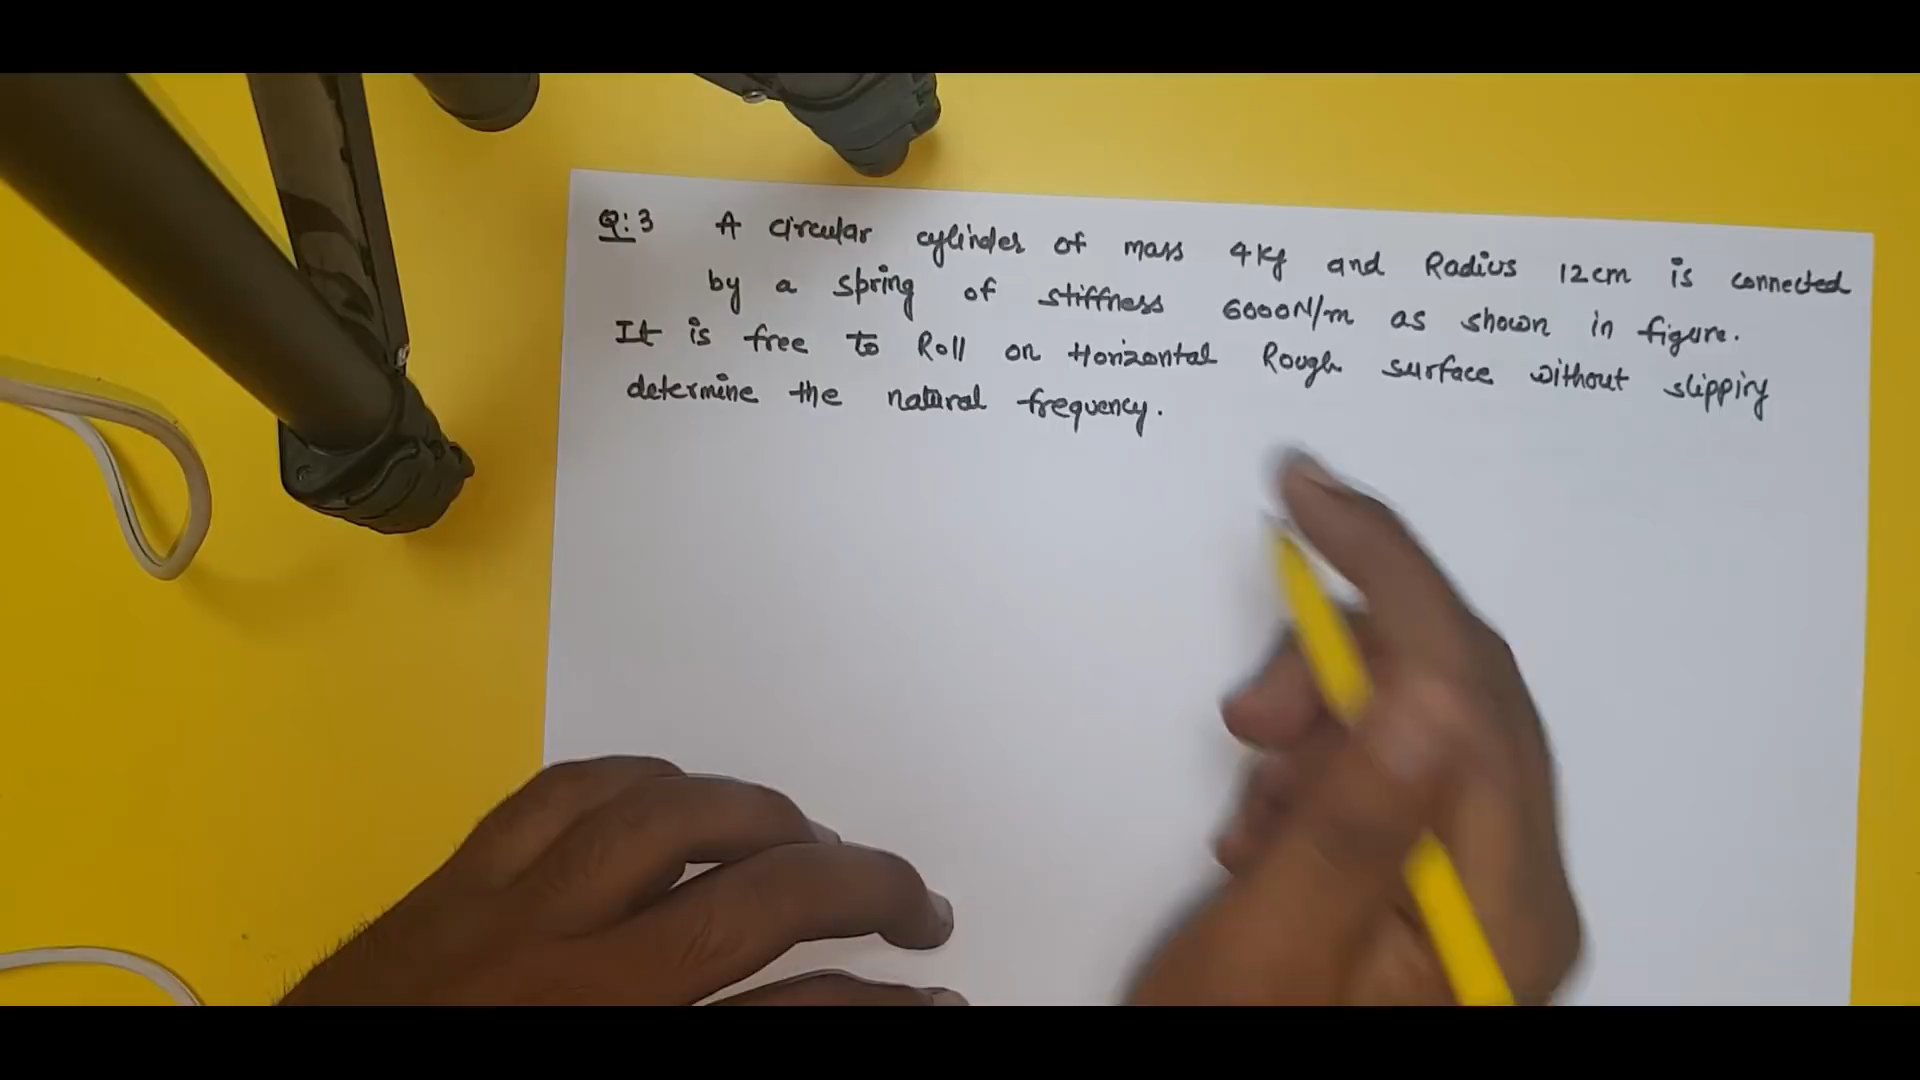 Q:3 A circular cylinder of mass 4Kg and Radius 12cm is connected
by a spring of stiffness 6000N/m as shown in figure.
It is free to Roll on Horizontal Rough surface without slipping
determine the natural frequency.